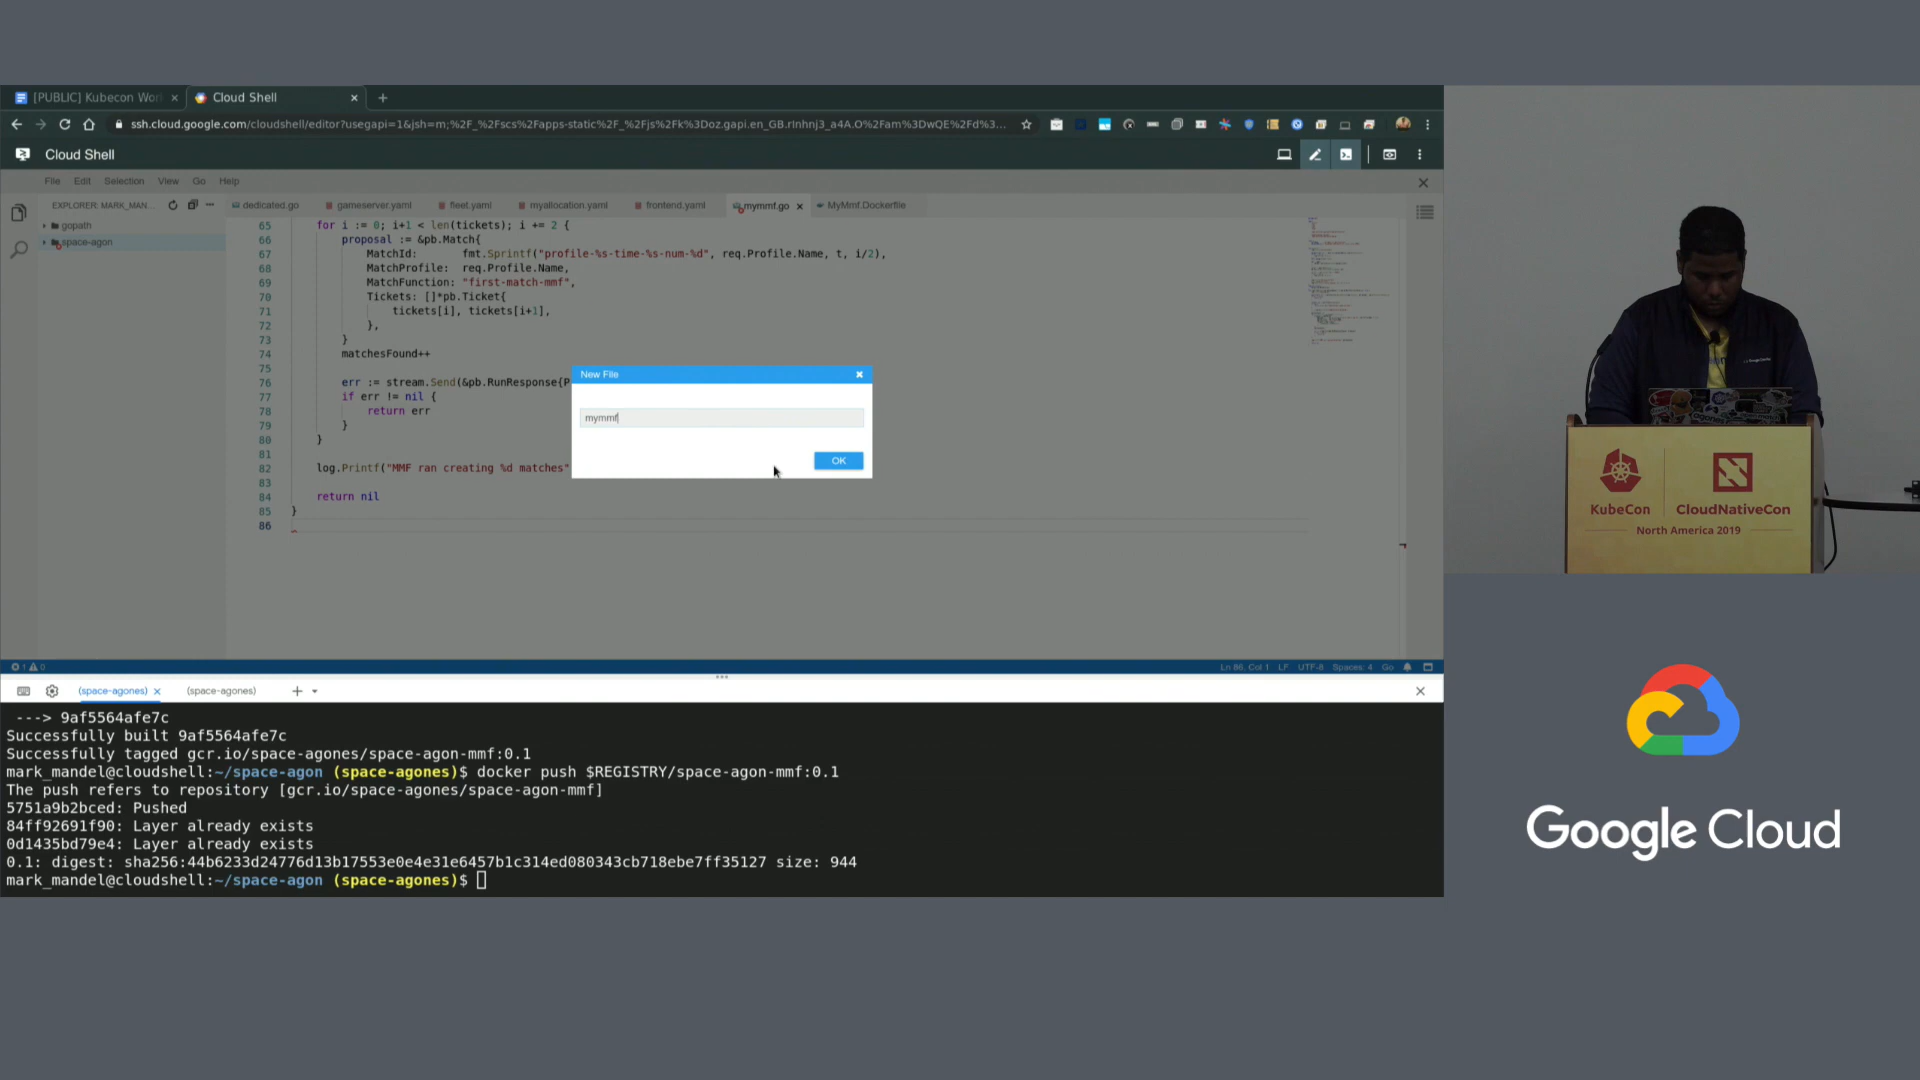 [PUBLIC] Kubecon Wor
Cloud Shell
ssh.cloud.google.com/cloudshell/editor?usegapi=1&jsh=m;%2F_%2Fscs%2Fapps-static%2F_%2Fjs%2Fk%3Doz.gapi.en_GB.rInhnj3_a4A.O%2Fam%3DwQE%2Fd%3...
Cloud Shell
File Edit Selection View Go Help
EXPLORER: MARK_MAN...
gopath
space-agon
dedicated.go gameserver.yaml fleet.yaml myallocation.yaml frontend.yaml mymmf.go MyMmf.Dockerfile
65 for i := 0; i+1 < len(tickets); i += 2 {
66 proposal := &pb.Match{
67 MatchId: fmt.Sprintf("profile-%s-time-%s-num-%d", req.Profile.Name, t, i/2),
68 MatchProfile: req.Profile.Name,
69 MatchFunction: "first-match-mmf",
70 Tickets: []*pb.Ticket{
71 tickets[i], tickets[i+1],
72 },
73 }
74 matchesFound++
75
76 err := stream.Send(&pb.RunResponse{P
77 if err != nil {
78 return err
79 }
80 }
81
82 log.Printf("MMF ran creating %d matches"
83
84 return nil
85 }
86
New File
mymmf
OK
1 0
Ln 86, Col 1 LF UTF-8 Spaces: 4 Go
(space-agones) (space-agones)
---> 9af5564afe7c
Successfully built 9af5564afe7c
Successfully tagged gcr.io/space-agones/space-agon-mmf:0.1
mark_mandel@cloudshell:~/space-agon (space-agones)$ docker push $REGISTRY/space-agon-mmf:0.1
The push refers to repository [gcr.io/space-agones/space-agon-mmf]
5751a9b2bced: Pushed
84ff92691f90: Layer already exists
0d1435bd79e4: Layer already exists
0.1: digest: sha256:44b6233d24776d13b17553e0e4e31e6457b1c314ed080343cb718ebe7ff35127 size: 944
mark_mandel@cloudshell:~/space-agon (space-agones)$
KubeCon CloudNativeCon
North America 2019
Google Cloud